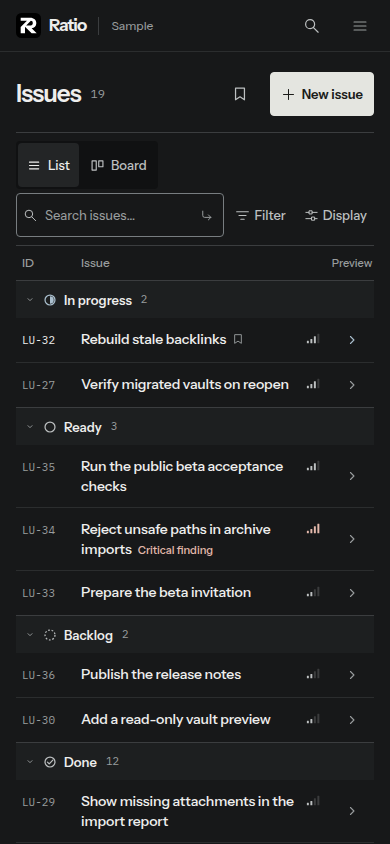 Ratio
Sample
Issues 19
New issue
List
Board
Search issues...
Filter
Display
ID Issue Preview
In progress 2
LU-32 Rebuild stale backlinks
LU-27 Verify migrated vaults on reopen
Ready 3
LU-35 Run the public beta acceptance
checks
LU-34 Reject unsafe paths in archive
imports Critical finding
LU-33 Prepare the beta invitation
Backlog 2
LU-36 Publish the release notes
LU-30 Add a read-only vault preview
Done 12
LU-29 Show missing attachments in the
import report